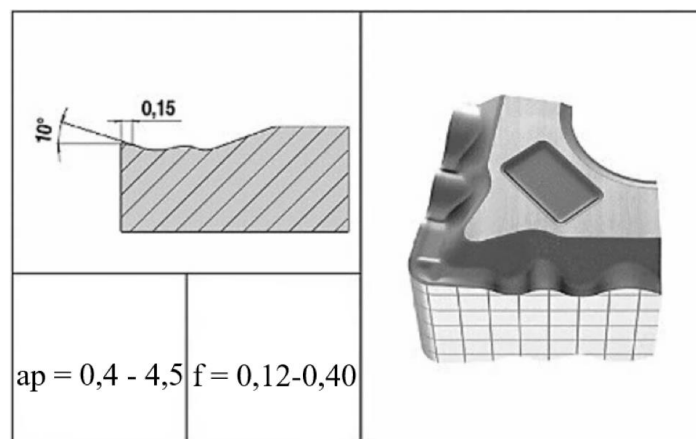 0,15
10°
ap = 0,4 - 4,5
f = 0,12-0,40